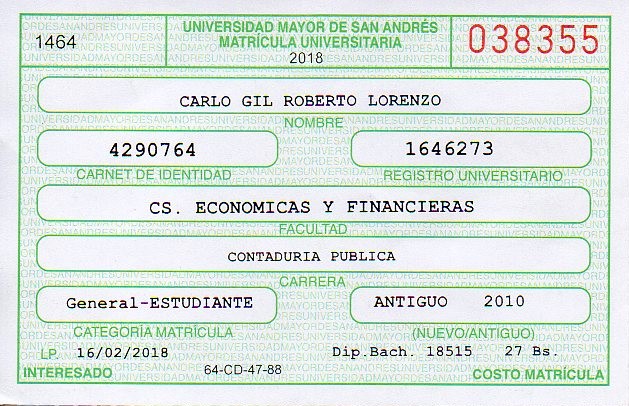 1464
UNIVERSIDAD MAYOR DE SAN ANDRÉS
MATRÍCULA UNIVERSITARIA
2018
038355
CARLO GIL ROBERTO LORENZO
NOMBRE
4290764 1646273
CARNET DE IDENTIDAD REGISTRO UNIVERSITARIO
CS. ECONOMICAS Y FINANCIERAS
FACULTAD
CONTADURIA PUBLICA
CARRERA
General-ESTUDIANTE ANTIGUO 2010
CATEGORÍA MATRÍCULA (NUEVO/ANTIGUO)
LP. 16/02/2018 Dip.Bach. 18515 27 Bs.
INTERESADO 64-CD-47-88 COSTO MATRÍCULA